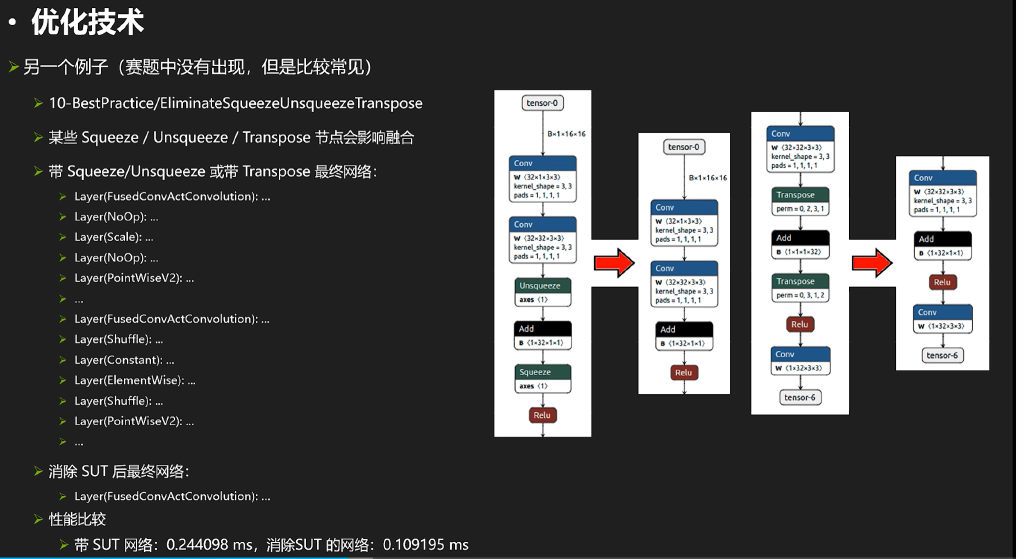 • 优化技术
另一个例子（赛题中没有出现，但是比较常见）
10-BestPractice/EliminateSqueezeUnsqueezeTranspose
某些 Squeeze / Unsqueeze / Transpose 节点会影响融合
带 Squeeze/Unsqueeze 或带 Transpose 最终网络：
Layer(FusedConvActConvolution): ...
Layer(NoOp): ...
Layer(Scale): ...
Layer(NoOp): ...
Layer(PointWiseV2): ...
...
Layer(FusedConvActConvolution): ...
Layer(Shuffle): ...
Layer(Constant): ...
Layer(ElementWise): ...
Layer(Shuffle): ...
Layer(PointWiseV2): ...
...
消除 SUT 后最终网络：
Layer(FusedConvActConvolution): ...
性能比较
带 SUT 网络：0.244098 ms，消除SUT 的网络：0.109195 ms
tensor-0
B×1×16×16
Conv
W ⟨32×1×3×3⟩
kernel_shape = 3, 3
pads = 1, 1, 1, 1
Conv
W ⟨32×32×3×3⟩
kernel_shape = 3, 3
pads = 1, 1, 1, 1
Unsqueeze
axes ⟨1⟩
Add
B ⟨1×32×1×1⟩
Squeeze
axes ⟨1⟩
Relu
tensor-0
B×1×16×16
Conv
W ⟨32×1×3×3⟩
kernel_shape = 3, 3
pads = 1, 1, 1, 1
Conv
W ⟨32×32×3×3⟩
kernel_shape = 3, 3
pads = 1, 1, 1, 1
Add
B ⟨1×32×1×1⟩
Relu
Conv
W ⟨32×32×3×3⟩
kernel_shape = 3, 3
pads = 1, 1, 1, 1
Transpose
perm = 0, 2, 3, 1
Add
B ⟨1×1×1×32⟩
Transpose
perm = 0, 3, 1, 2
Relu
Conv
W ⟨1×32×3×3⟩
tensor-6
Conv
W ⟨32×32×3×3⟩
kernel_shape = 3, 3
pads = 1, 1, 1, 1
Add
B ⟨1×32×1×1⟩
Relu
Conv
W ⟨1×32×3×3⟩
tensor-6